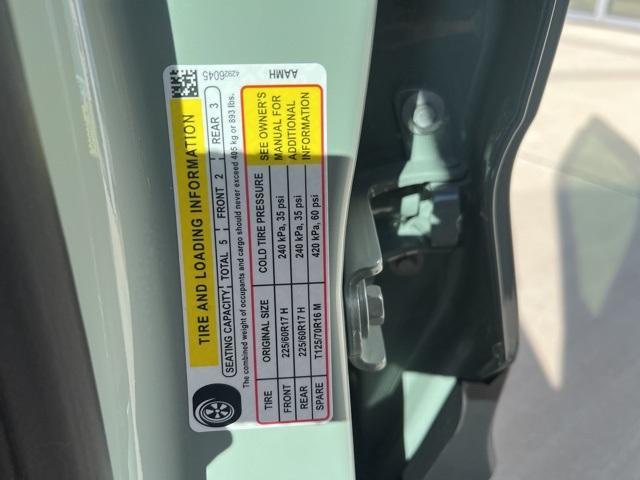 TIRE AND LOADING INFORMATION
SEATING CAPACITY TOTAL 5 FRONT 2 REAR 3
The combined weight of occupants and cargo should never exceed 405 kg or 893 lbs.
TIRE ORIGINAL SIZE COLD TIRE PRESSURE
FRONT 225/60R17 H 240 kPa, 35 psi
REAR 225/60R17 H 240 kPa, 35 psi
SPARE T125/70R16 M 420 kPa, 60 psi
SEE OWNER'S
MANUAL FOR
ADDITIONAL
INFORMATION
42926045
AAMH